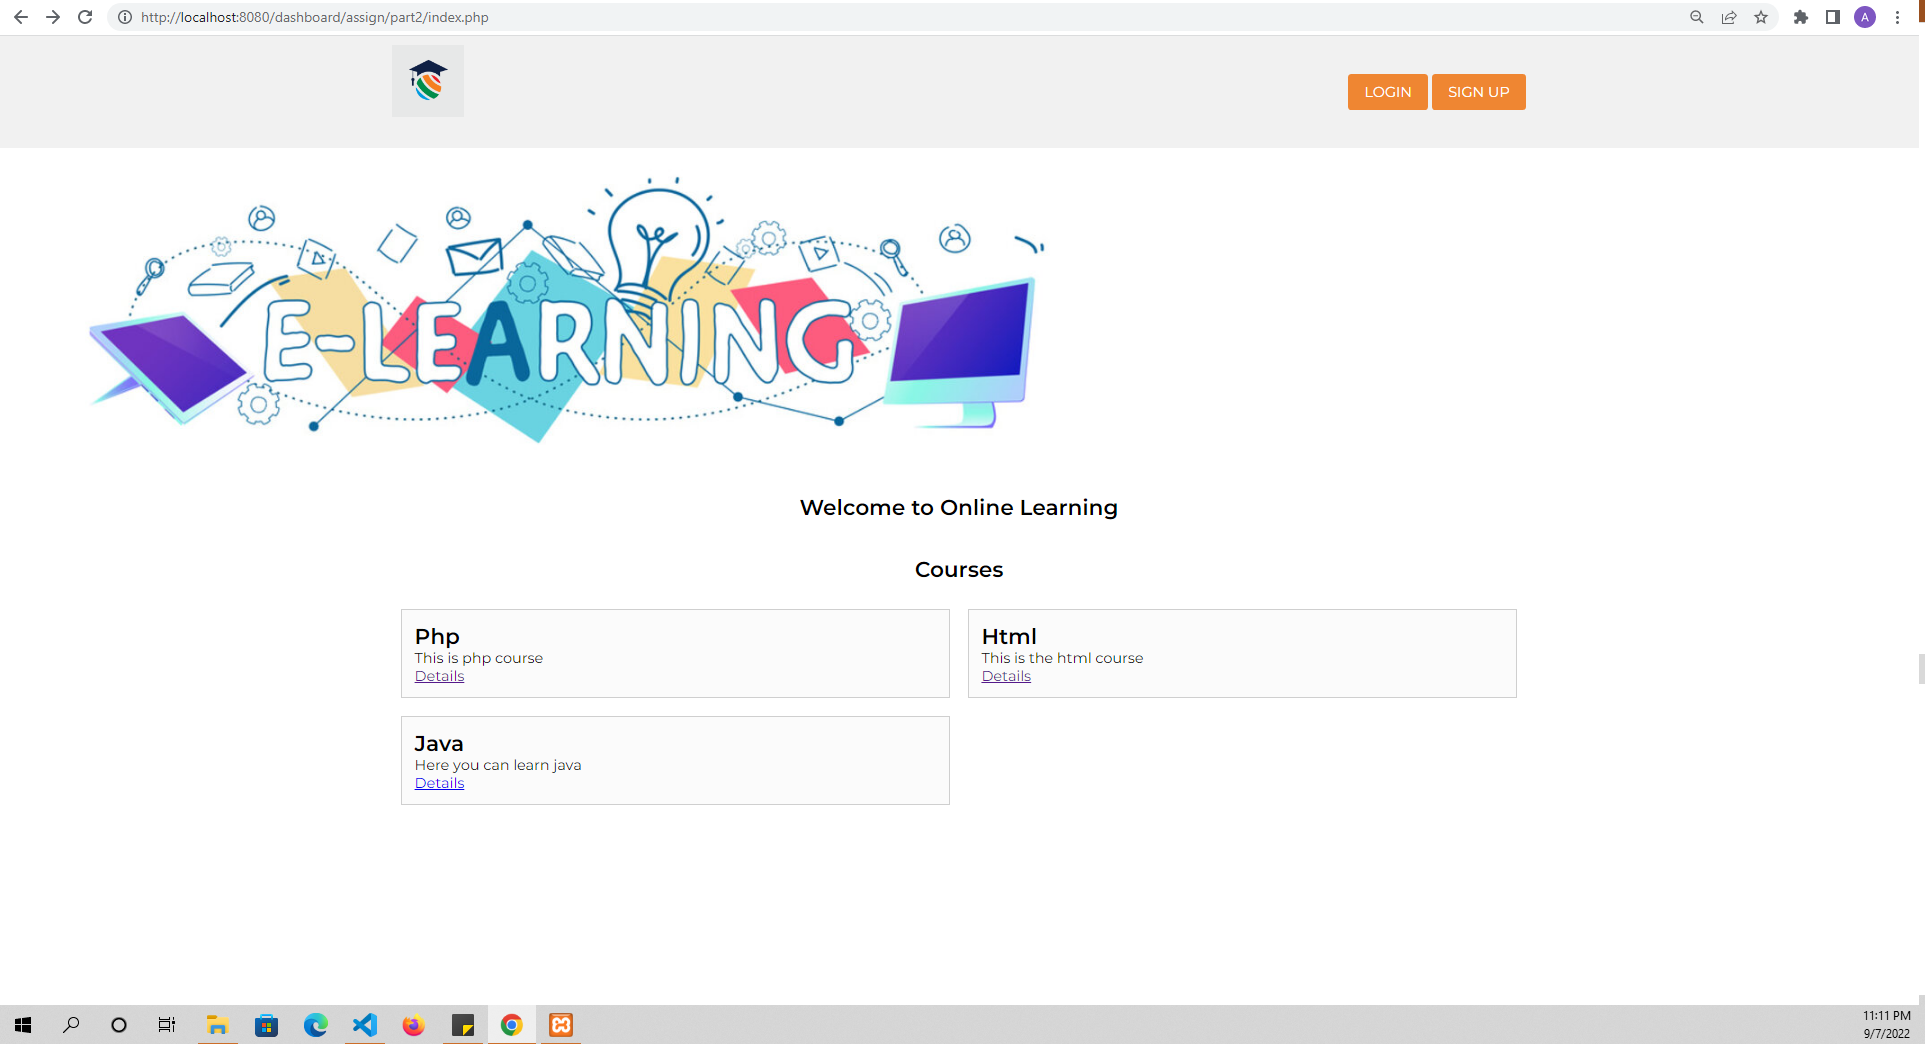 http://localhost:8080/dashboard/assign/part2/index.php
A
LOGIN
SIGN UP
E-LEARNING
Welcome to Online Learning
Courses
Php
This is php course
Details
Html
This is the html course
Details
Java
Here you can learn java
Details
11:11 PM
9/7/2022